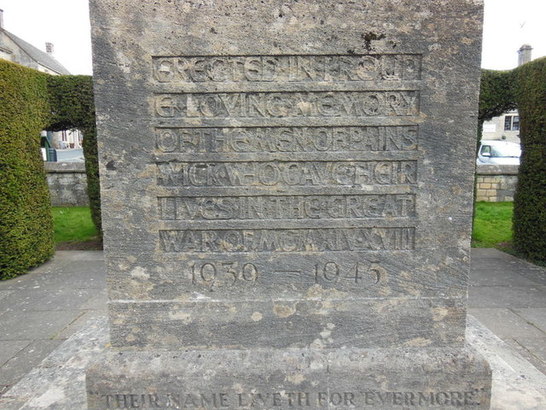 ERECTED IN PROUD
& LOVING MEMORY
OF THE MEN OF PAINS
WICK WHO GAVE THEIR
LIVES IN THE GREAT
WAR OF MCMXIV-XVIII
1939 - 1945
"THEIR NAME LIVETH FOR EVERMORE."